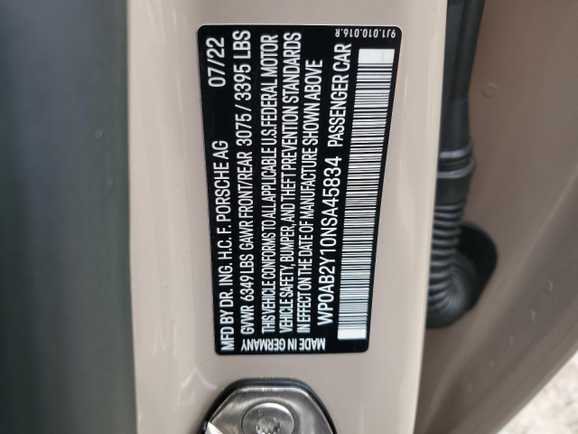 MFD BY DR. ING. H.C. F. PORSCHE AG 07/22
GVWR 6349 LBS GAWR FRONT/REAR 3075 / 3395 LBS
THIS VEHICLE CONFORMS TO ALL APPLICABLE U.S. FEDERAL MOTOR
VEHICLE SAFETY, BUMPER, AND THEFT PREVENTION STANDARDS
IN EFFECT ON THE DATE OF MANUFACTURE SHOWN ABOVE
WP0AB2Y10NSA45834 PASSENGER CAR
MADE IN GERMANY
9J1.010.016.R